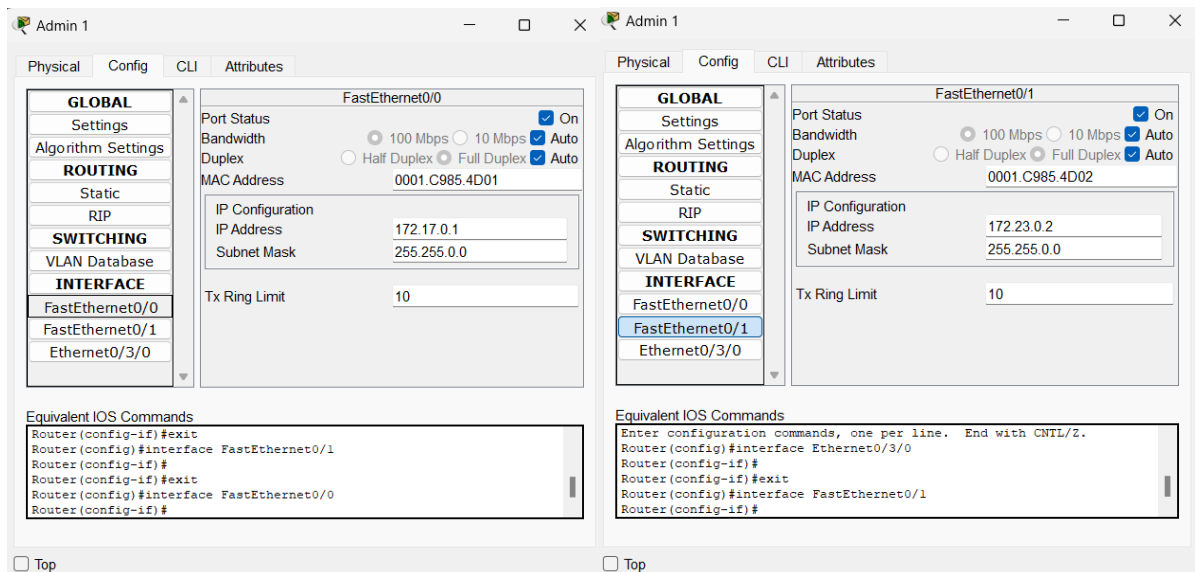 Admin 1
Physical Config CLI Attributes
GLOBAL
Settings
Algorithm Settings
ROUTING
Static
RIP
SWITCHING
VLAN Database
INTERFACE
FastEthernet0/0
FastEthernet0/1
Ethernet0/3/0
FastEthernet0/0
Port Status On
Bandwidth 100 Mbps 10 Mbps Auto
Duplex Half Duplex Full Duplex Auto
MAC Address 0001.C985.4D01
IP Configuration
IP Address 172.17.0.1
Subnet Mask 255.255.0.0
Tx Ring Limit 10
Equivalent IOS Commands
Router(config-if)#exit
Router(config)#interface FastEthernet0/1
Router(config-if)#
Router(config-if)#exit
Router(config)#interface FastEthernet0/0
Router(config-if)#
Top
Admin 1
Physical Config CLI Attributes
GLOBAL
Settings
Algorithm Settings
ROUTING
Static
RIP
SWITCHING
VLAN Database
INTERFACE
FastEthernet0/0
FastEthernet0/1
Ethernet0/3/0
FastEthernet0/1
Port Status On
Bandwidth 100 Mbps 10 Mbps Auto
Duplex Half Duplex Full Duplex Auto
MAC Address 0001.C985.4D02
IP Configuration
IP Address 172.23.0.2
Subnet Mask 255.255.0.0
Tx Ring Limit 10
Equivalent IOS Commands
Enter configuration commands, one per line. End with CNTL/Z.
Router(config)#interface Ethernet0/3/0
Router(config-if)#
Router(config-if)#exit
Router(config)#interface FastEthernet0/1
Router(config-if)#
Top